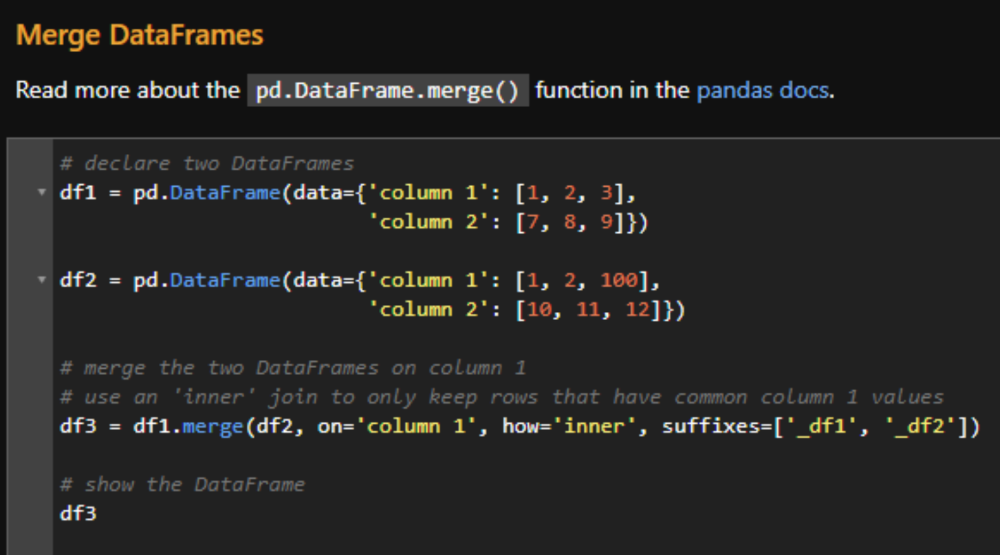 Merge DataFrames
Read more about the pd.DataFrame.merge() function in the pandas docs.
# declare two DataFrames
df1 = pd.DataFrame(data={'column 1': [1, 2, 3],
                         'column 2': [7, 8, 9]})
df2 = pd.DataFrame(data={'column 1': [1, 2, 100],
                         'column 2': [10, 11, 12]})
# merge the two DataFrames on column 1
# use an 'inner' join to only keep rows that have common column 1 values
df3 = df1.merge(df2, on='column 1', how='inner', suffixes=['_df1', '_df2'])
# show the DataFrame
df3